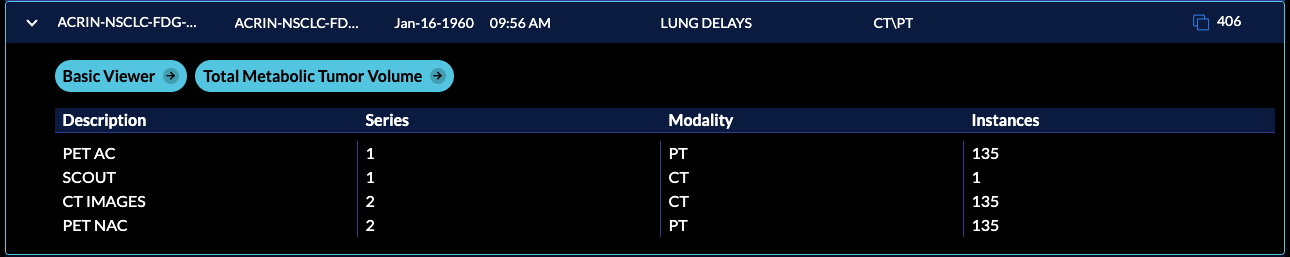 ACRIN-NSCLC-FDG-... ACRIN-NSCLC-FD... Jan-16-1960 09:56 AM LUNG DELAYS CT\PT 406
Basic Viewer Total Metabolic Tumor Volume
Description Series Modality Instances
PET AC 1 PT 135
SCOUT 1 CT 1
CT IMAGES 2 CT 135
PET NAC 2 PT 135